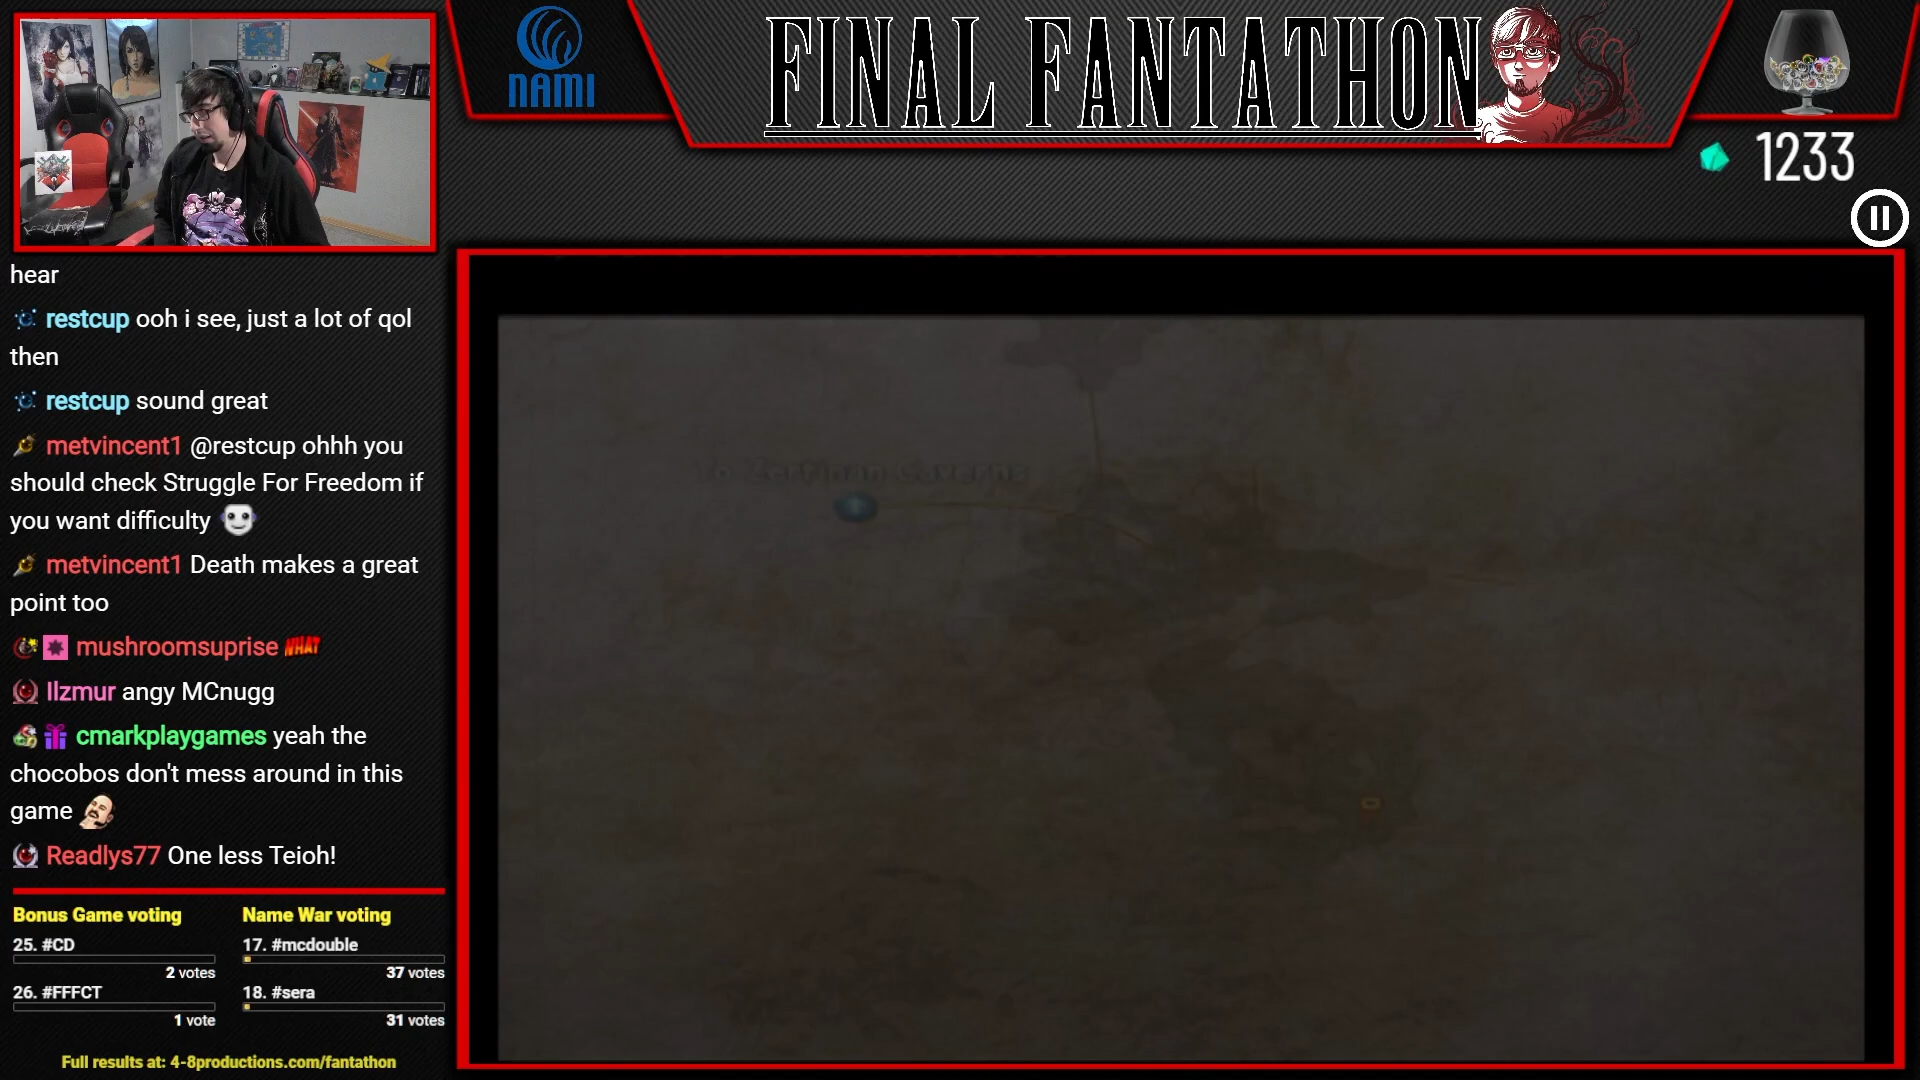 NAMI
FINAL FANTATHON
1233
hear
restcup ooh i see, just a lot of qol
then
restcup sound great
metvincent1 @restcup ohhh you
should check Struggle For Freedom if
you want difficulty
metvincent1 Death makes a great
point too
mushroomsuprise WHAT
Ilzmur angy MCnugg
cmarkplaygames yeah the
chocobos don't mess around in this
game
Readlys77 One less Teioh!
Bonus Game voting
25. #CD
2 votes
26. #FFFCT
1 vote
Name War voting
17. #mcdouble
37 votes
18. #sera
31 votes
Full results at: 4-8productions.com/fantathon
To Zertinan Caverns